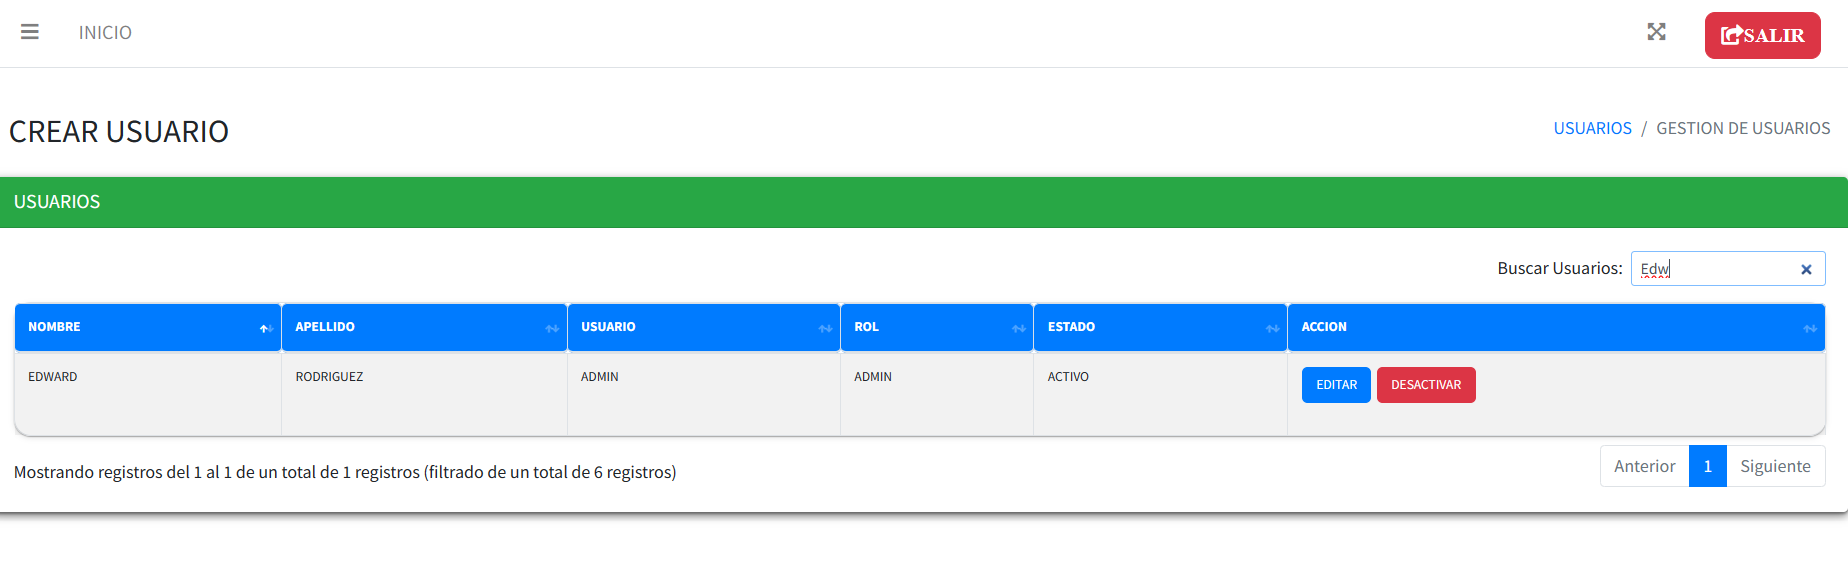 INICIO
SALIR
CREAR USUARIO
USUARIOS / GESTION DE USUARIOS
USUARIOS
Buscar Usuarios: Edw
NOMBRE APELLIDO USUARIO ROL ESTADO ACCION
EDWARD RODRIGUEZ ADMIN ADMIN ACTIVO EDITAR DESACTIVAR
Mostrando registros del 1 al 1 de un total de 1 registros (filtrado de un total de 6 registros)
Anterior 1 Siguiente